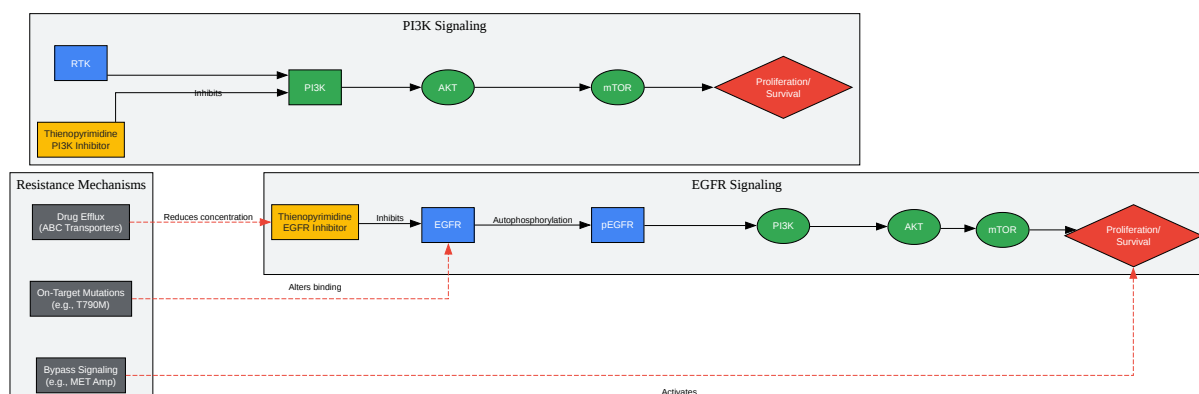 PI3K Signaling
RTK
Inhibits
PI3K
AKT
mTOR
Proliferation/
Survival
Thienopyrimidine
PI3K Inhibitor
Resistance Mechanisms
Drug Efflux
(ABC Transporters)
Reduces concentration
On-Target Mutations
(e.g., T790M)
Alters binding
Bypass Signaling
(e.g., MET Amp)
Activates
EGFR Signaling
Thienopyrimidine
EGFR Inhibitor
Inhibits
EGFR
Autophosphorylation
pEGFR
PI3K
AKT
mTOR
Proliferation/
Survival